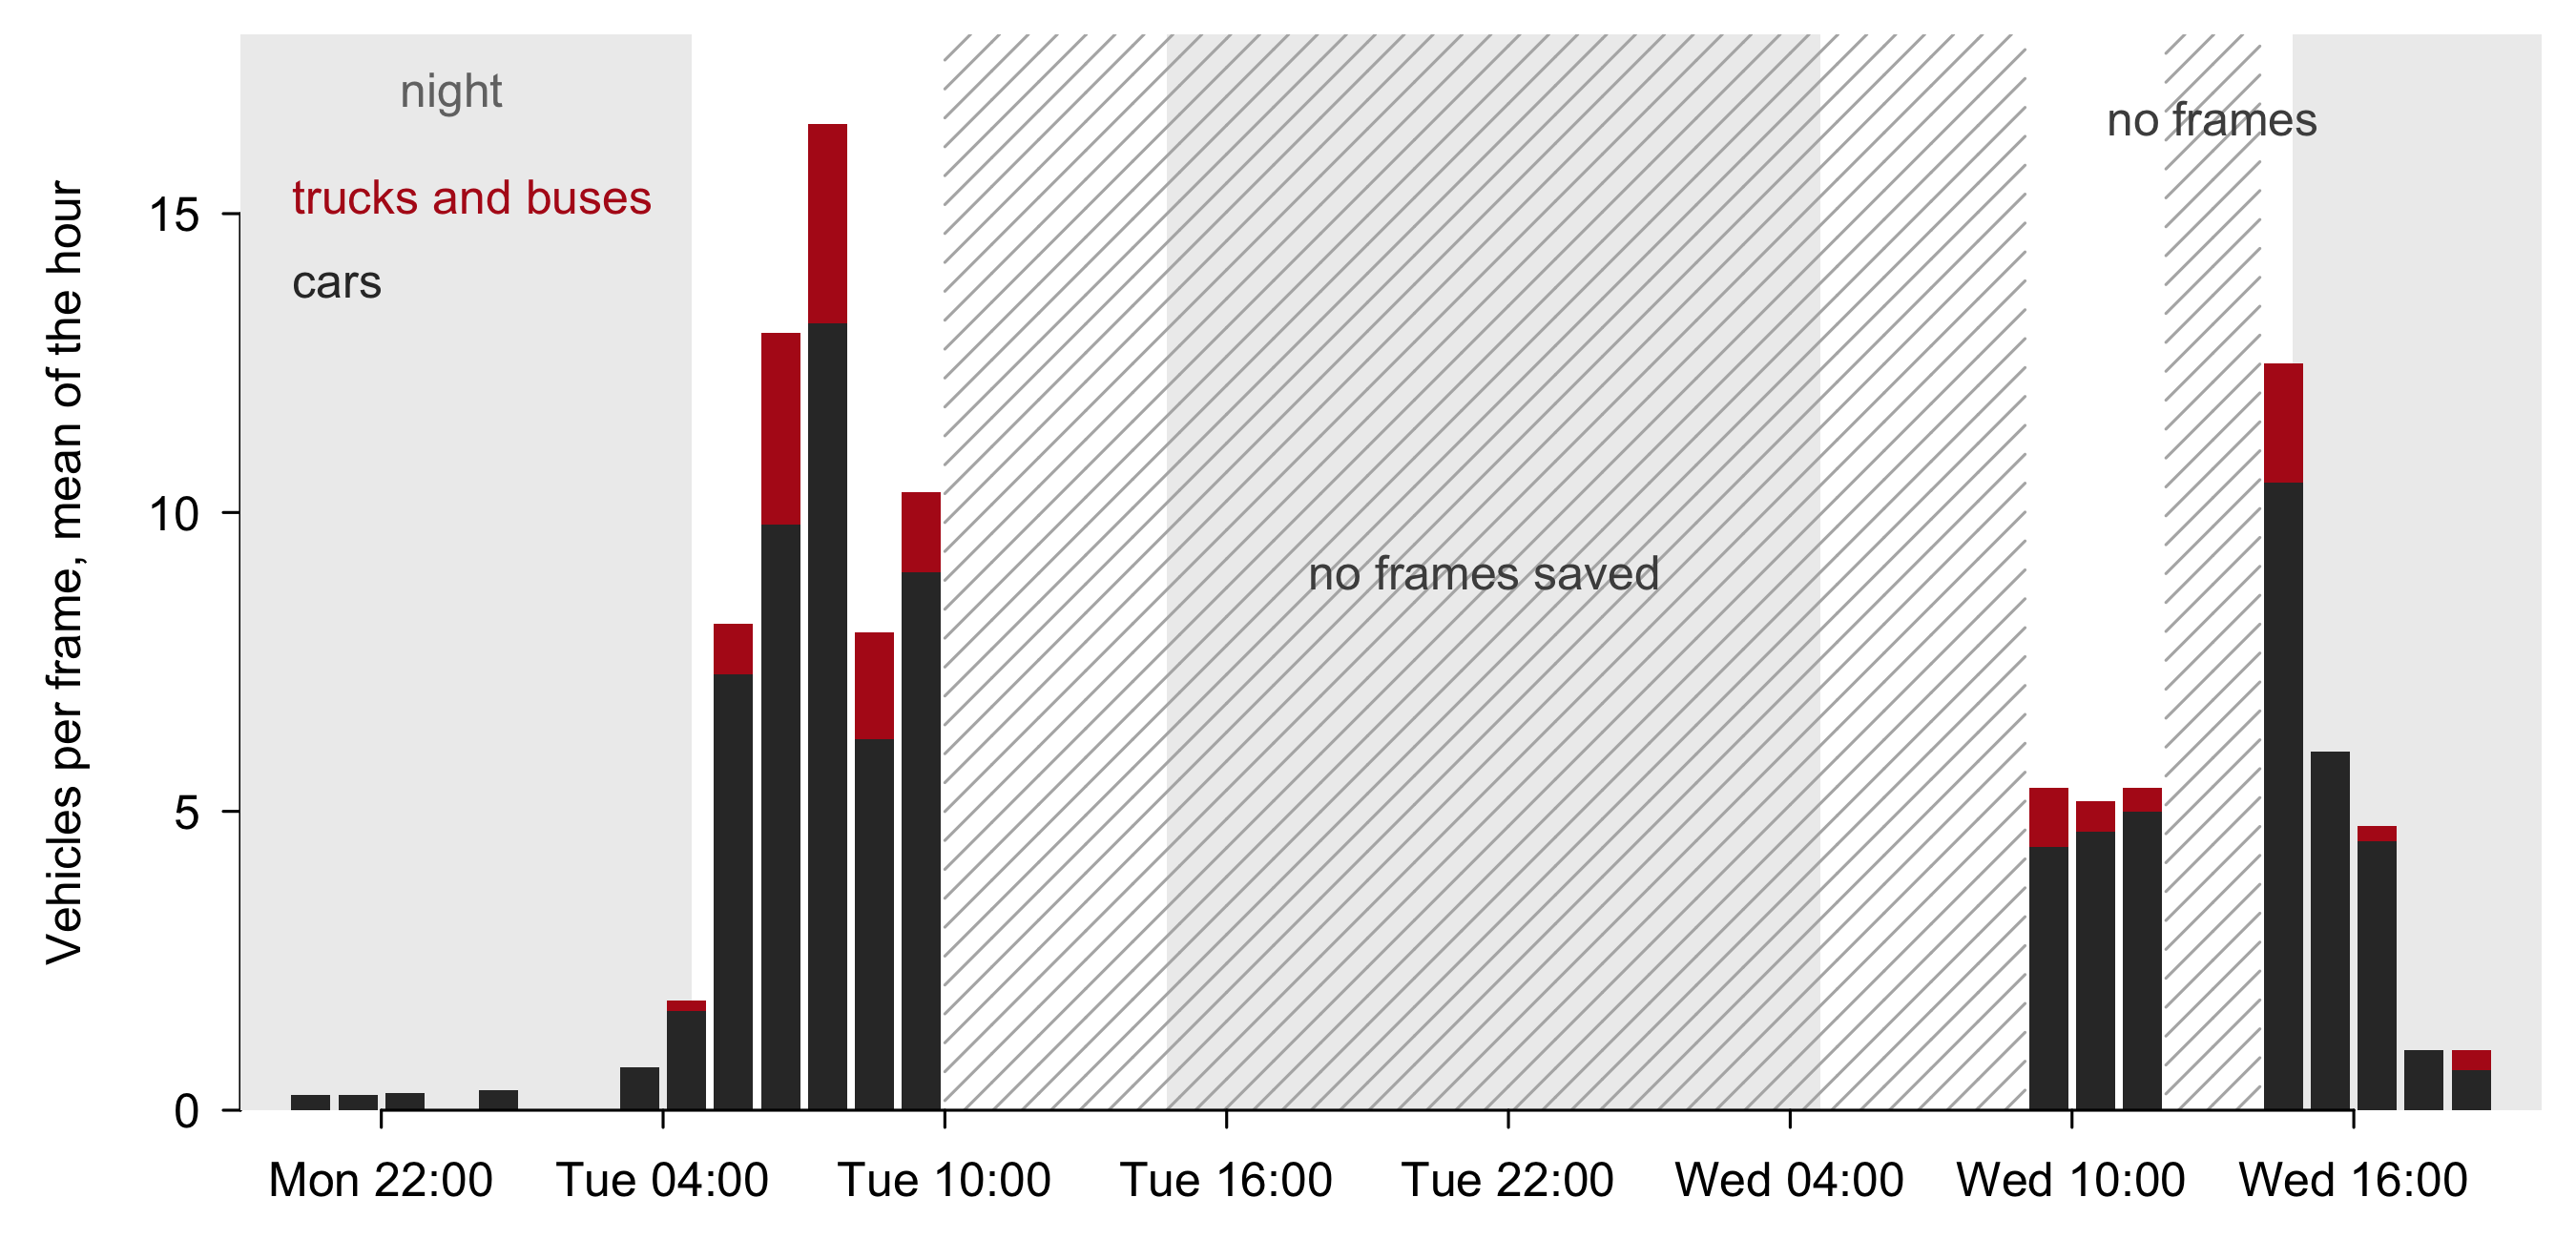 night
no frames
trucks and buses
cars
no frames saved
Vehicles per frame, mean of the hour
15
10
5
0
Mon 22:00
Tue 04:00
Tue 10:00
Tue 16:00
Tue 22:00
Wed 04:00
Wed 10:00
Wed 16:00